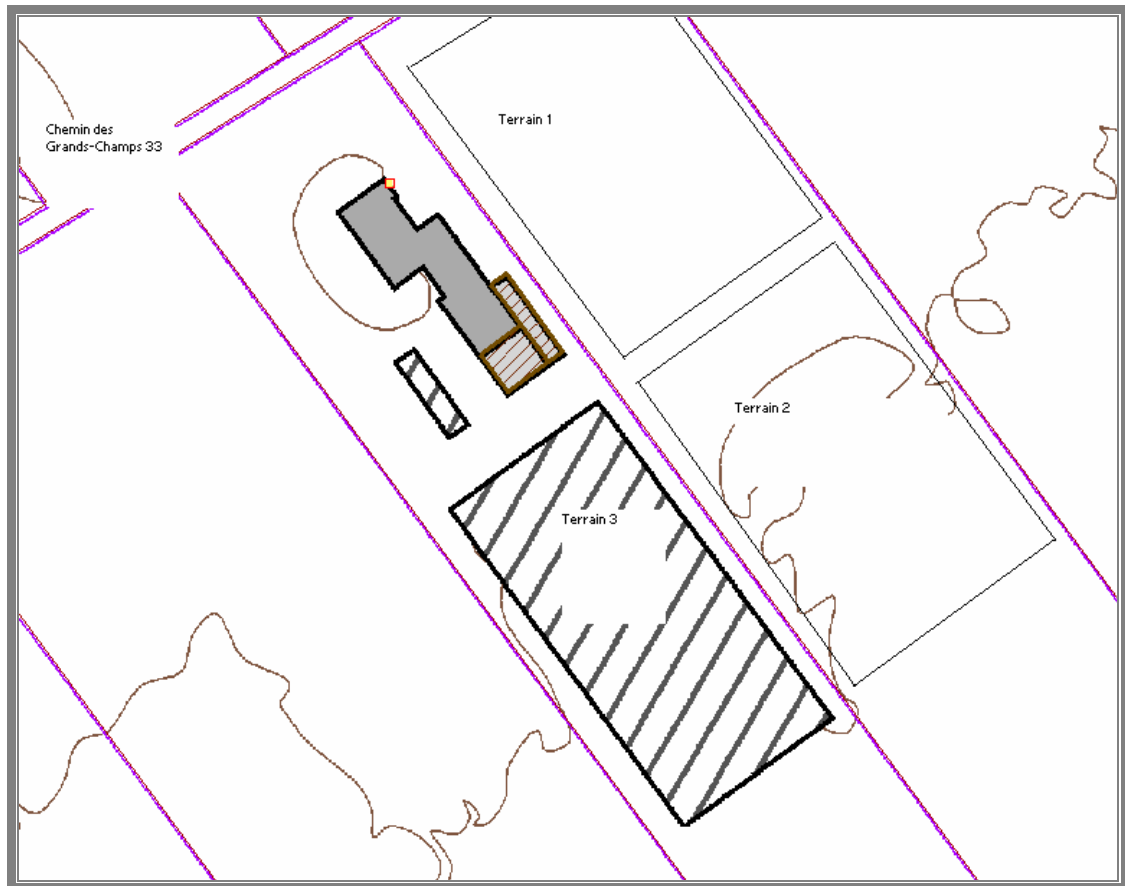 Terrain 1
Chemin des
Grands-Champs 33
Terrain 2
Terrain 3